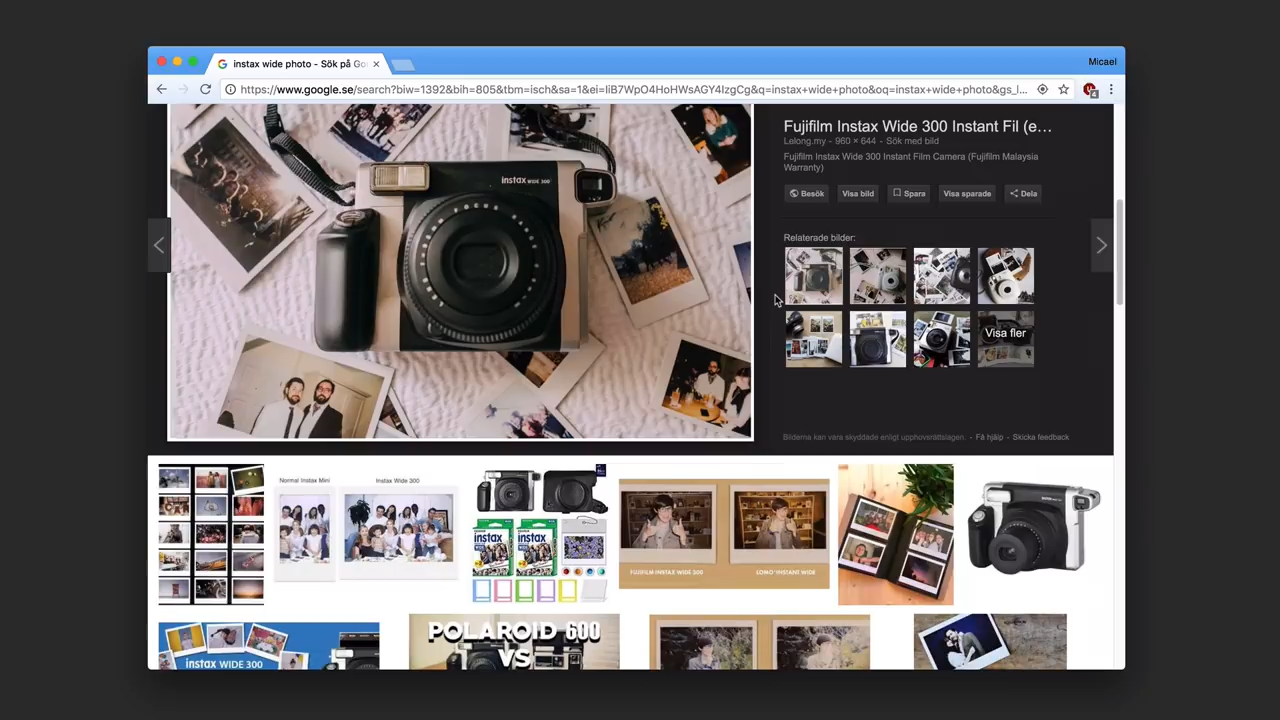 instax wide photo - Sök på Go
Micael
https://www.google.se/search?biw=1392&bih=805&tbm=isch&sa=1&ei=IiB7WpO4HoHWsAGY4IzgCg&q=instax+wide+photo&oq=instax+wide+photo&gs_l...
instax WIDE 300
Fujifilm Instax Wide 300 Instant Fil (e…
Lelong.my - 960 × 644 - Sök med bild
Fujifilm Instax Wide 300 Instant Film Camera (Fujifilm Malaysia
Warranty)
Besök
Visa bild
Spara
Visa sparade
Dela
Relaterade bilder:
Visa fler
Bilderna kan vara skyddade enligt upphovsrättslagen. - Få hjälp - Skicka feedback
Normal Instax Mini
Instax Wide 300
instax
instax
FUJIFILM INSTAX WIDE 300
LOMO'INSTANT WIDE
instax WIDE 300
POLAROID 600
VS